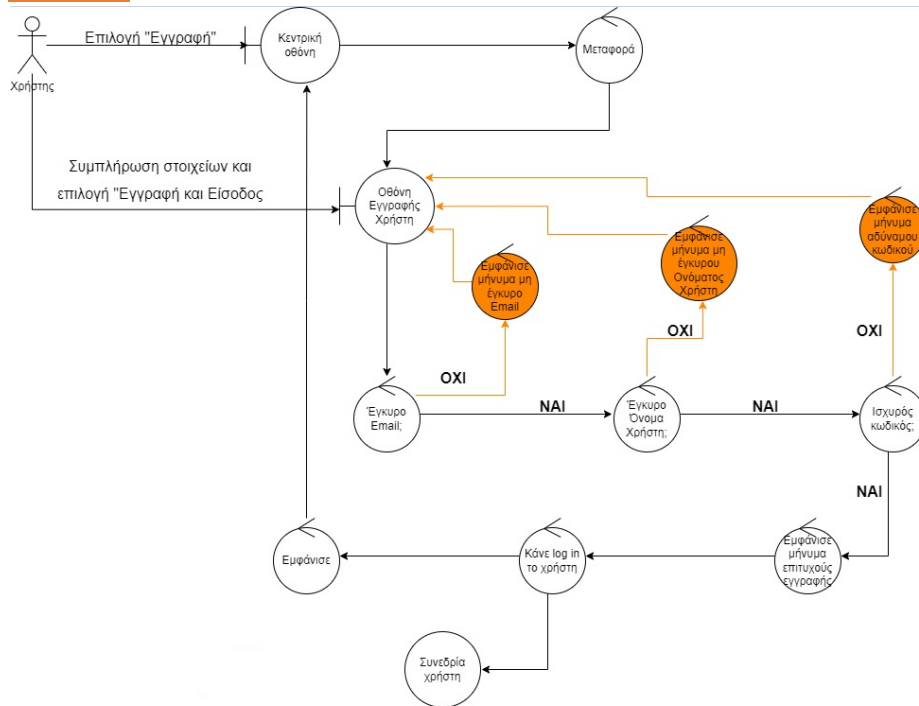 Επιλογή "Εγγραφή"
Κεντρική
οθόνη
Μεταφορά
Χρήστης
Συμπλήρωση στοιχείων και
επιλογή "Εγγραφή και Είσοδος
Οθόνη
Εγγραφής
Χρήστη
Εμφάνισε
μήνυμα μη
έγκυρο
Email
Εμφάνισε
μήνυμα μη
έγκυρου
Ονόματος
Χρήστη
Εμφάνισε
μήνυμα
αδύναμου
κωδικού
ΟΧΙ
ΟΧΙ
ΟΧΙ
Έγκυρο
Email;
ΝΑΙ
Έγκυρο
Όνομα
Χρήστη;
ΝΑΙ
Ισχυρός
κωδικός;
ΝΑΙ
Εμφάνισε
Κάνε log in
το χρήστη
Εμφάνισε
μήνυμα
επιτυχούς
εγγραφής
Συνεδρία
χρήστη